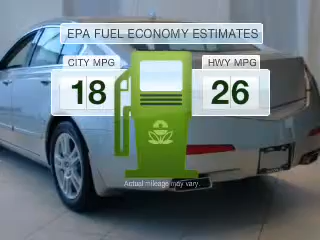 EPA FUEL ECONOMY ESTIMATES
CITY MPG
HWY MPG
18
26
Actual mileage may vary.